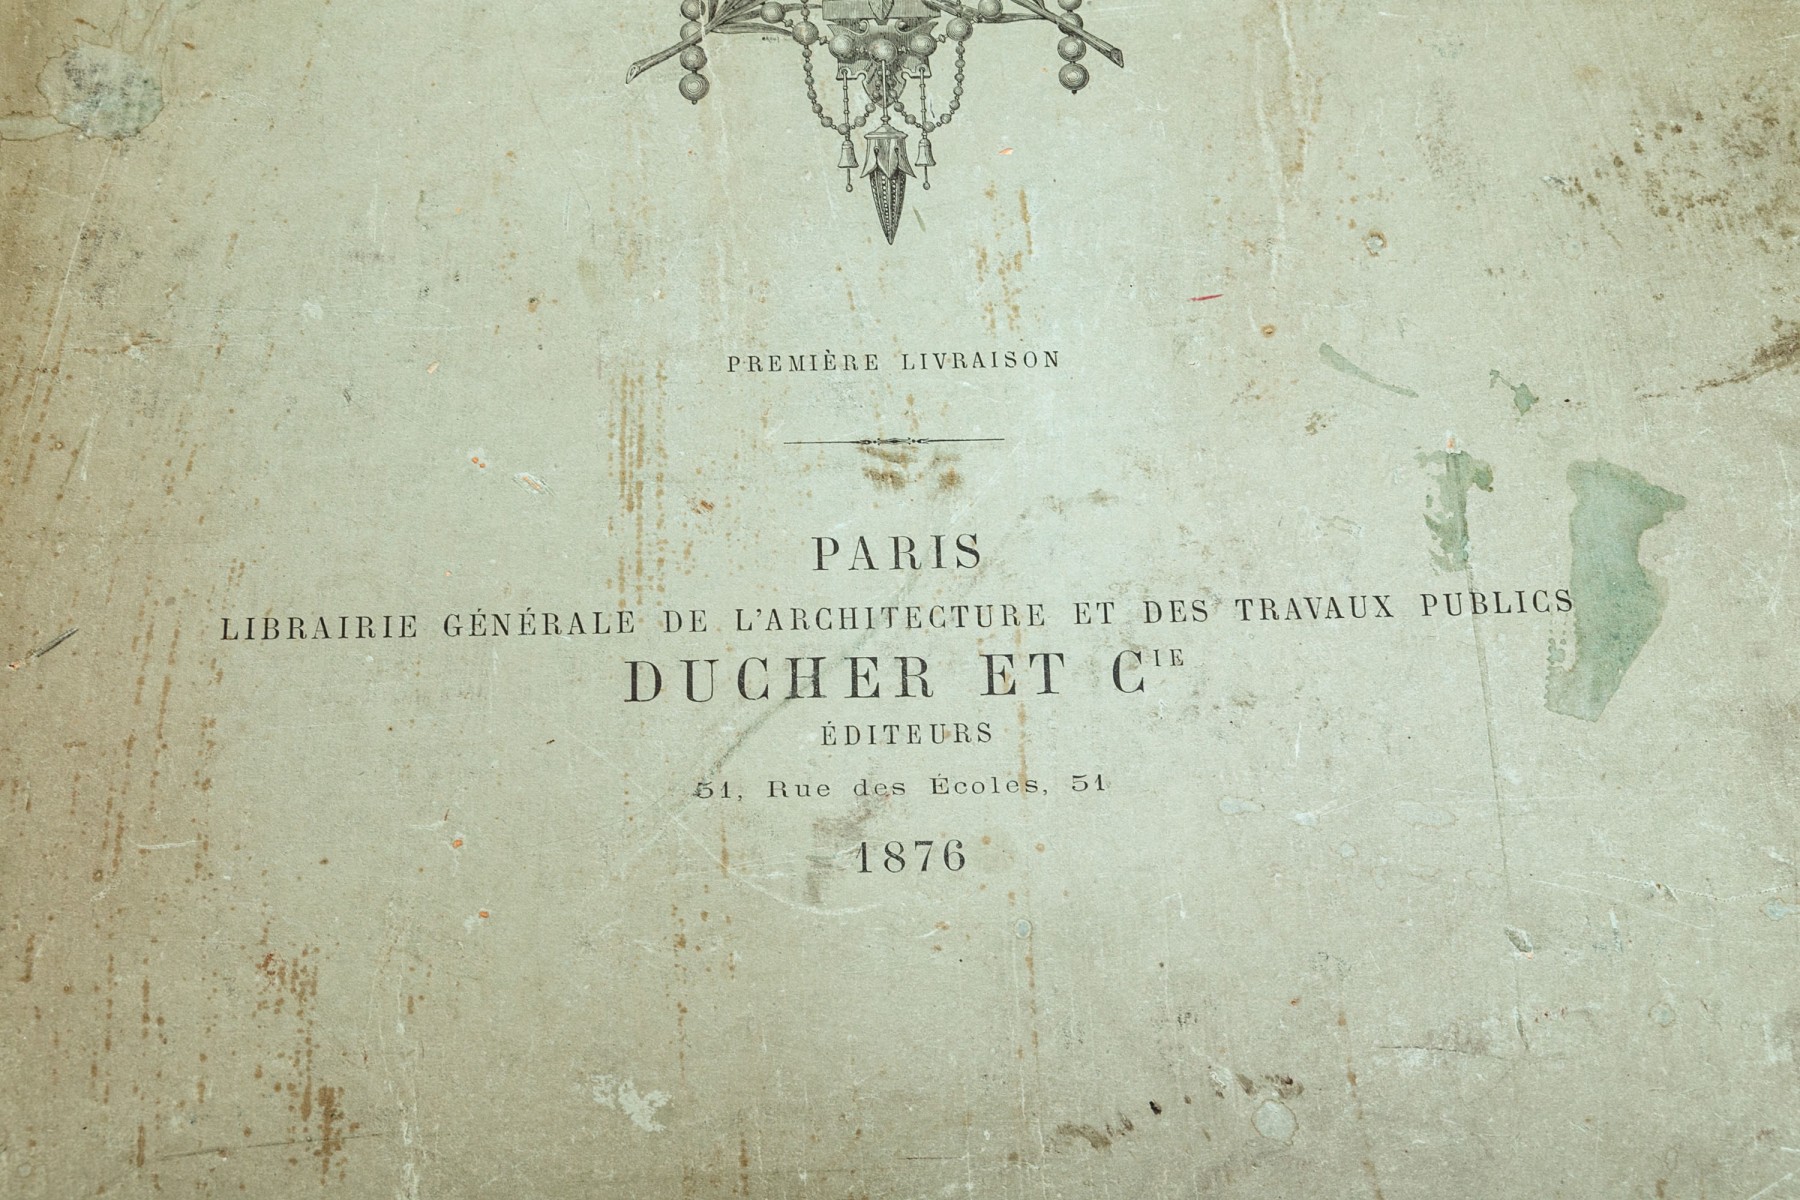 PREMIÈRE LIVRAISON
PARIS
LIBRAIRIE GÉNÉRALE DE L'ARCHITECTURE ET DES TRAVAUX PUBLICS
DUCHER ET CIE
ÉDITEURS
51, Rue des Écoles, 51
1876